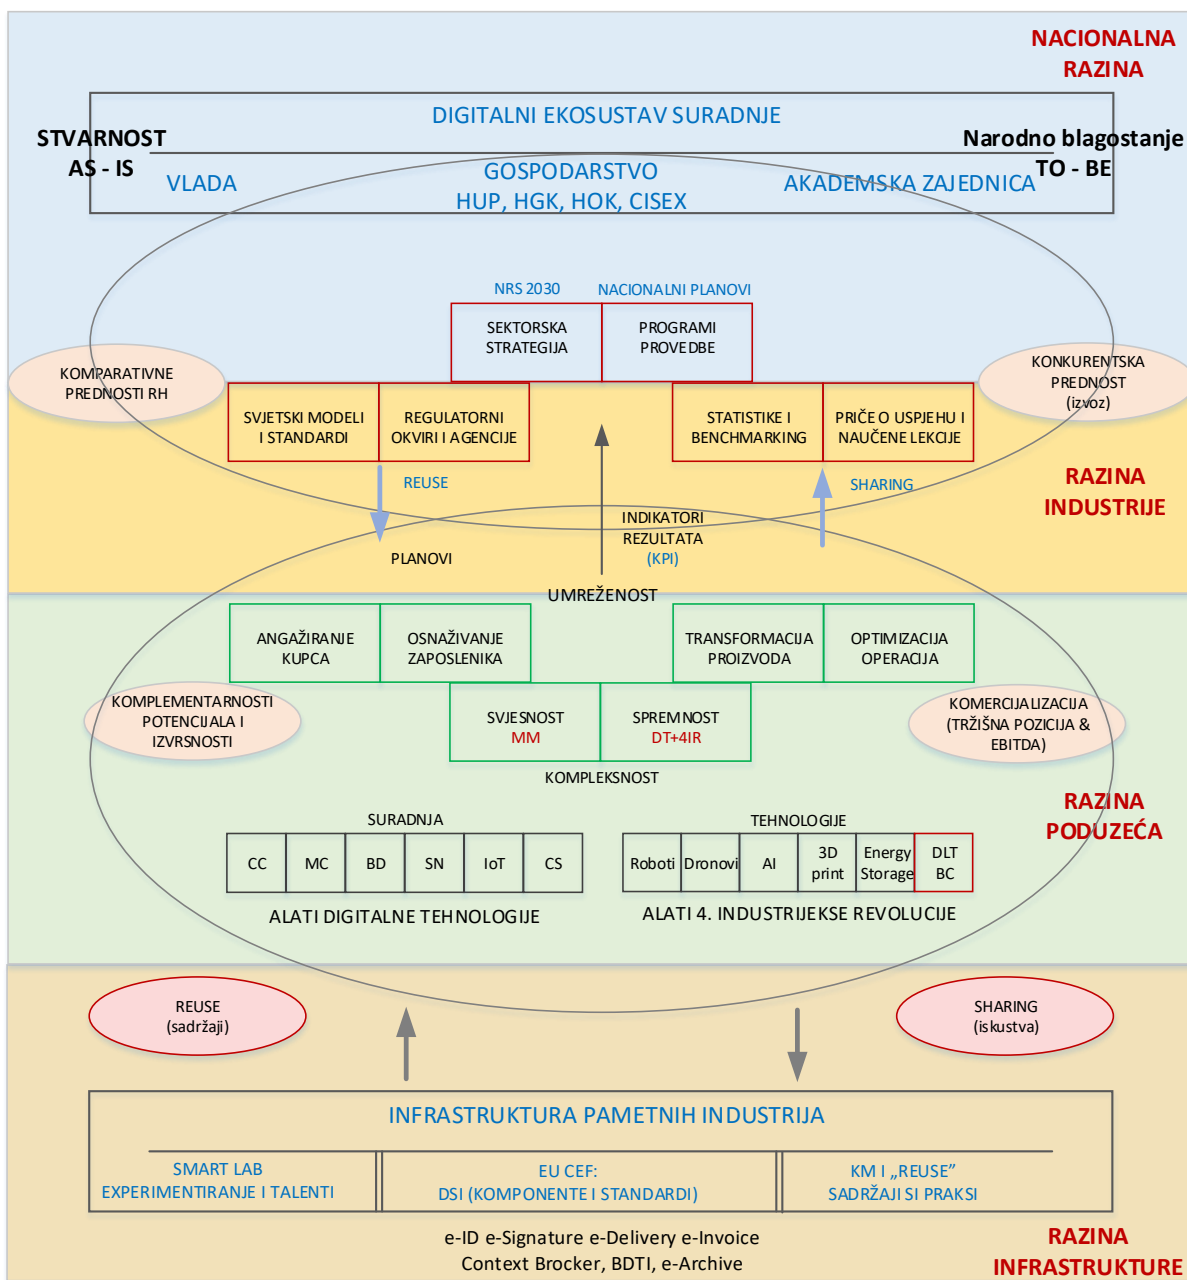 NACIONALNA
RAZINA
DIGITALNI EKOSUSTAV SURADNJE
STVARNOST
AS - IS
Narodno blagostanje
TO - BE
VLADA
GOSPODARSTVO
HUP, HGK, HOK, CISEX
AKADEMSKA ZAJEDNICA
NRS 2030
NACIONALNI PLANOVI
SEKTORSKA
STRATEGIJA
PROGRAMI
PROVEDBE
KOMPARATIVNE
PREDNOSTI RH
KONKURENTSKA
PREDNOST
(izvoz)
SVJETSKI MODELI
I STANDARDI
REGULATORNI
OKVIRI I AGENCIJE
STATISTIKE I
BENCHMARKING
PRIČE O USPJEHU I
NAUČENE LEKCIJE
REUSE
SHARING
RAZINA
INDUSTRIJE
INDIKATORI
REZULTATA
(KPI)
PLANOVI
UMREŽENOST
ANGAŽIRANJE
KUPCA
OSNAŽIVANJE
ZAPOSLENIKA
TRANSFORMACIJA
PROIZVODA
OPTIMIZACIJA
OPERACIJA
KOMPLEMENTARNOSTI
POTENCIJALA I
IZVRSNOSTI
SVJESNOST
MM
SPREMNOST
DT+4IR
KOMERCIJALIZACIJA
(TRŽIŠNA POZICIJA &
EBITDA)
KOMPLEKSNOST
RAZINA
PODUZEĆA
SURADNJA
CC
MC
BD
SN
IoT
CS
ALATI DIGITALNE TEHNOLOGIJE
TEHNOLOGIJE
Roboti
Dronovi
AI
3D
print
Energy
Storage
DLT
BC
ALATI 4. INDUSTRIJEKSE REVOLUCIJE
REUSE
(sadržaji)
SHARING
(iskustva)
INFRASTRUKTURA PAMETNIH INDUSTRIJA
SMART LAB
EXPERIMENTIRANJE I TALENTI
EU CEF:
DSI (KOMPONENTE I STANDARDI)
KM I „REUSE”
SADRŽAJI SI PRAKSI
e-ID e-Signature e-Delivery e-Invoice
Context Brocker, BDTI, e-Archive
RAZINA
INFRASTRUKTURE